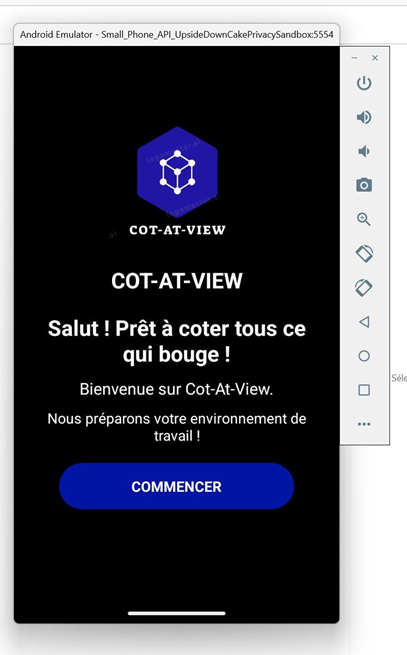 Android Emulator - Small_Phone_API_UpsideDownCakePrivacySandbox:5554
COT-AT-VIEW
COT-AT-VIEW
Salut ! Prêt à coter tous ce
qui bouge !
Bienvenue sur Cot-At-View.
Nous préparons votre environnement de
travail !
COMMENCER
Séle